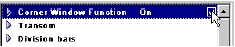 Corner Window Function On
Transom
Division bars